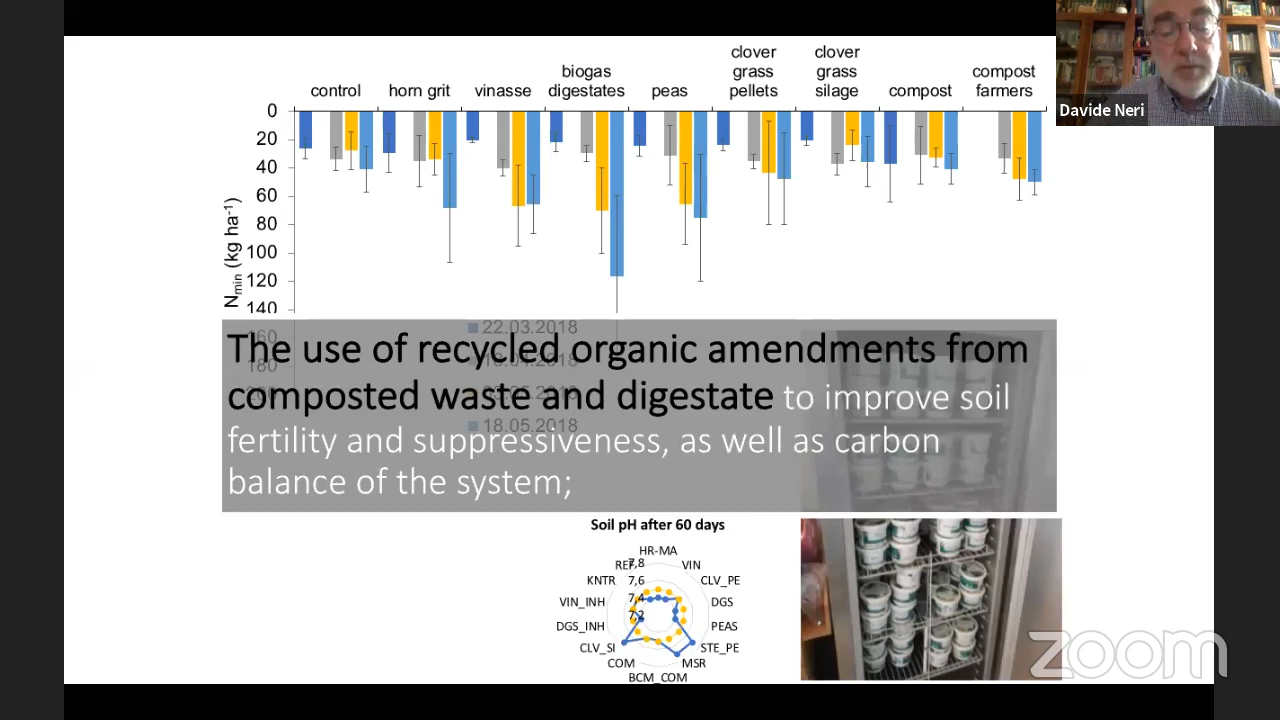 Davide Neri
control
horn grit
vinasse
biogas
digestates
peas
clover
grass
pellets
clover
grass
silage
compost
compost
farmers
0
20
40
60
80
100
120
140
160
180
Nmin (kg ha-1)
22.03.2018
18.05.2018
The use of recycled organic amendments from
composted waste and digestate to improve soil
fertility and suppressiveness, as well as carbon
balance of the system;
Soil pH after 60 days
HR-MA
VIN
CLV_PE
DGS
PEAS
STE_PE
MSR
BCM_COM
COM
CLV_SI
DGS_INH
VIN_INH
KNTR
REF
7,8
7,6
7,4
7,2
zoom